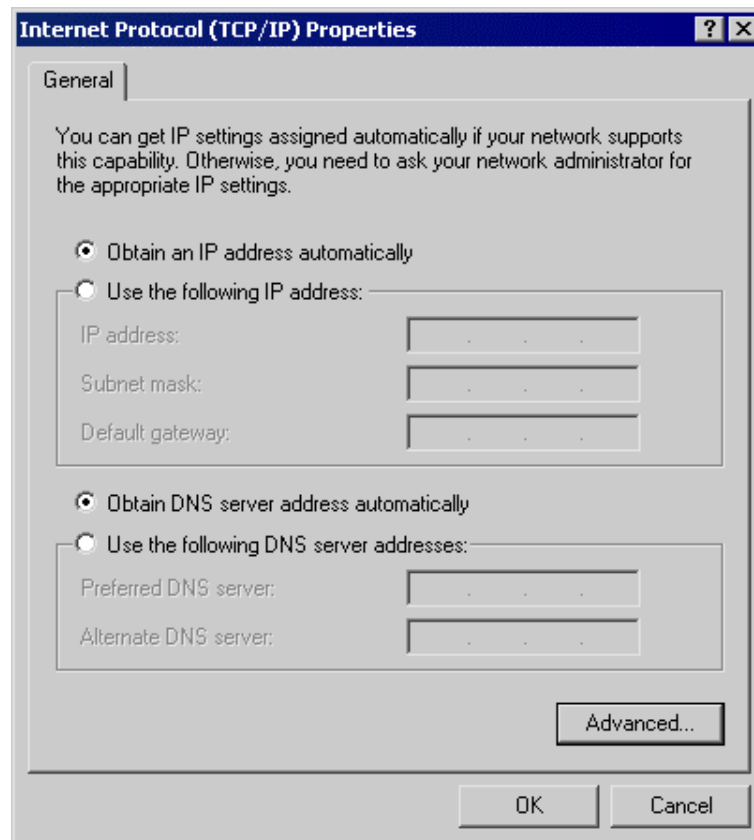 Internet Protocol (TCP/IP) Properties
General
You can get IP settings assigned automatically if your network supports
this capability. Otherwise, you need to ask your network administrator for
the appropriate IP settings.
Obtain an IP address automatically
Use the following IP address:
IP address:
Subnet mask:
Default gateway:
Obtain DNS server address automatically
Use the following DNS server addresses:
Preferred DNS server:
Alternate DNS server:
Advanced...
OK
Cancel